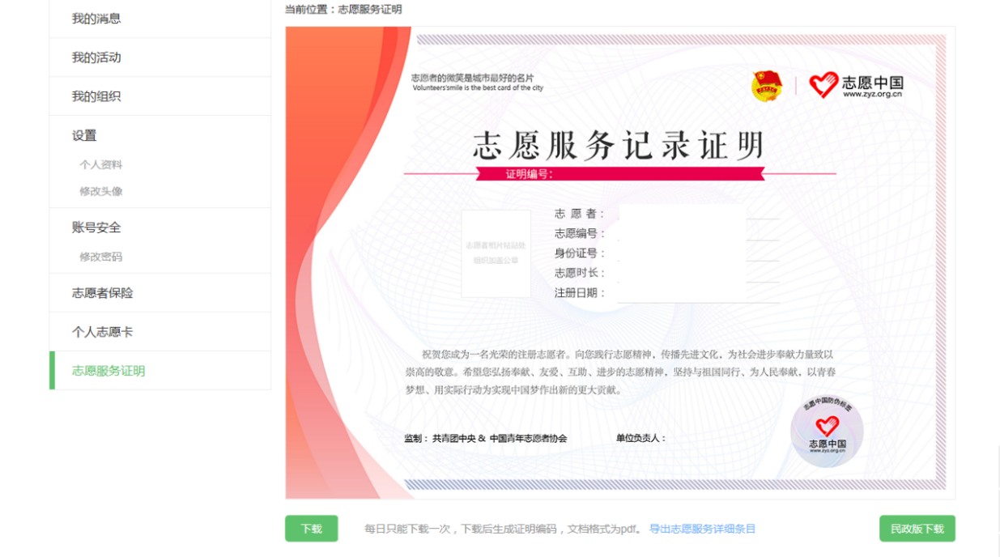 我的消息
我的活动
我的组织
设置
个人资料
修改头像
账号安全
修改密码
志愿者保险
个人志愿卡
志愿服务证明
当前位置：志愿服务证明
志愿者的微笑是城市最好的名片
Volunteers'smile is the best card of the city
志愿中国
www.zyz.org.cn
志愿服务记录证明
证明编号：
志愿者相片粘贴处
组织加盖公章
志 愿 者：
志愿编号：
身份证号：
志愿时长：
注册日期：
祝贺您成为一名光荣的注册志愿者。向您践行志愿精神，传播先进文化，为社会进步奉献力量致以
崇高的敬意。希望您弘扬奉献、友爱、互助、进步的志愿精神，坚持与祖国同行、为人民奉献，以青春
梦想、用实际行动为实现中国梦作出新的更大贡献。
监制：共青团中央 & 中国青年志愿者协会
单位负责人：
志愿中国防伪标签
志愿中国
www.zyz.org.cn
下载
每日只能下载一次，下载后生成证明编码，文档格式为pdf。 导出志愿服务详细条目
民政版下载